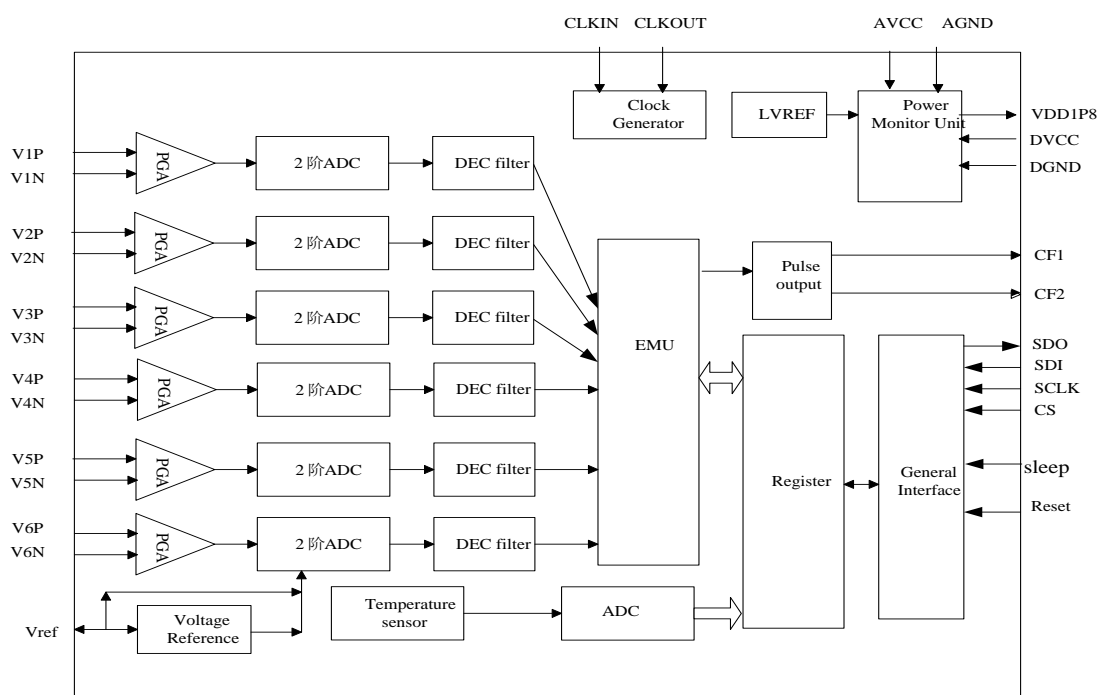 CLKIN CLKOUT AVCC AGND
Clock
Generator
LVREF
Power
Monitor Unit
VDD1P8
DVCC
DGND
V1P
V1N
PGA
2 阶ADC
DEC filter
V2P
V2N
PGA
2 阶ADC
DEC filter
V3P
V3N
PGA
2 阶ADC
DEC filter
V4P
V4N
PGA
2 阶ADC
DEC filter
V5P
V5N
PGA
2 阶ADC
DEC filter
V6P
V6N
PGA
2 阶ADC
DEC filter
EMU
Pulse
output
CF1
CF2
Register
General
Interface
SDO
SDI
SCLK
CS
sleep
Reset
Vref
Voltage
Reference
Temperature
sensor
ADC